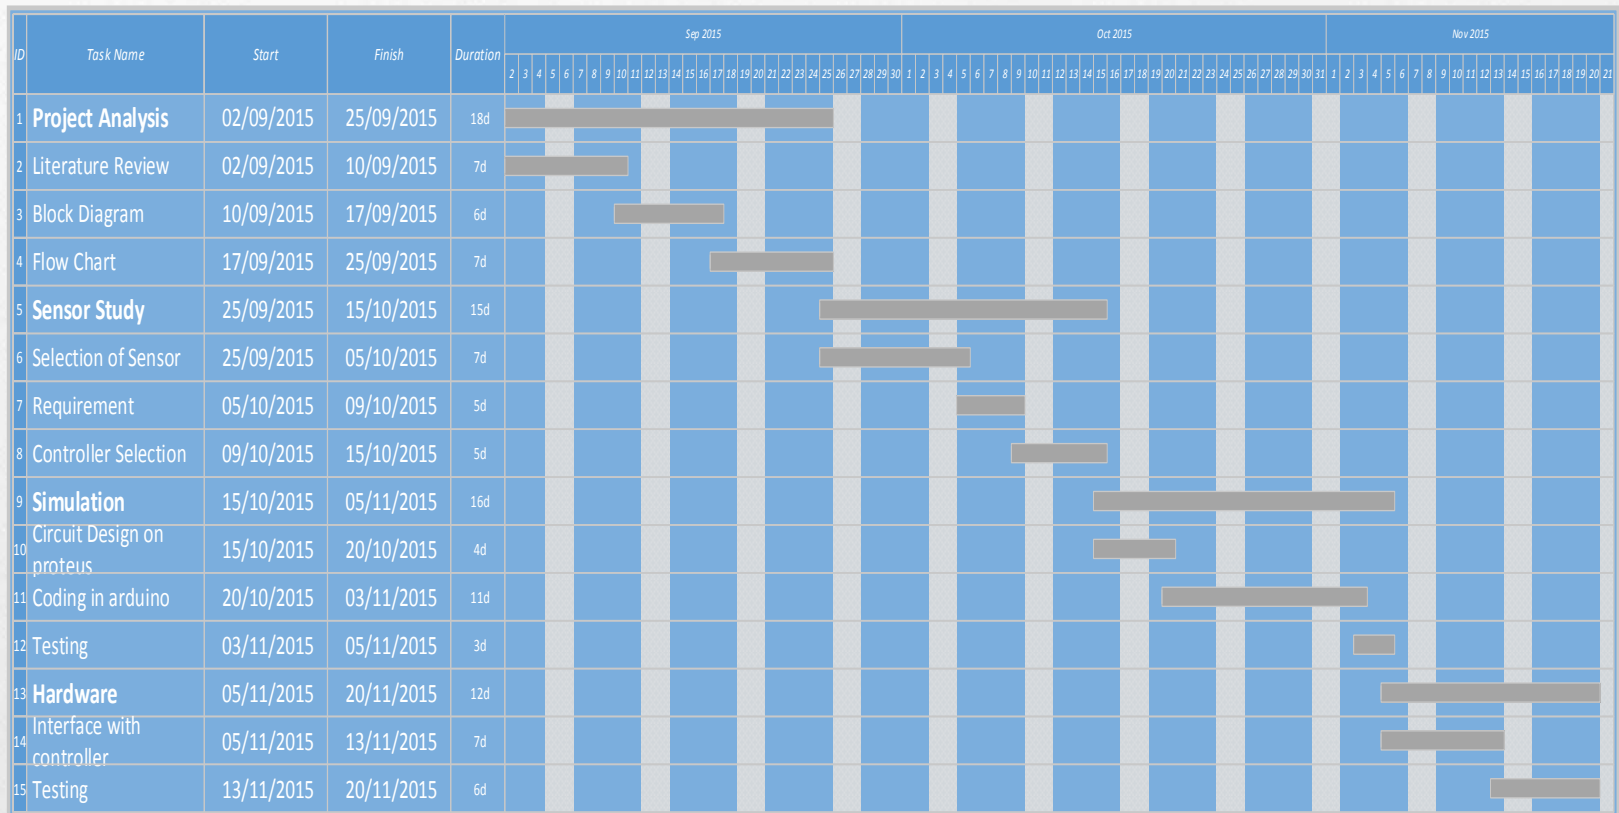 ID Task Name Start Finish Duration Sep 2015 Oct 2015 Nov 2015
2 3 4 5 6 7 8 9 10 11 12 13 14 15 16 17 18 19 20 21 22 23 24 25 26 27 28 29 30 1 2 3 4 5 6 7 8 9 10 11 12 13 14 15 16 17 18 19 20 21 22 23 24 25 26 27 28 29 30 31 1 2 3 4 5 6 7 8 9 10 11 12 13 14 15 16 17 18 19 20 21
1 Project Analysis 02/09/2015 25/09/2015 18d
2 Literature Review 02/09/2015 10/09/2015 7d
3 Block Diagram 10/09/2015 17/09/2015 6d
4 Flow Chart 17/09/2015 25/09/2015 7d
5 Sensor Study 25/09/2015 15/10/2015 15d
6 Selection of Sensor 25/09/2015 05/10/2015 7d
7 Requirement 05/10/2015 09/10/2015 5d
8 Controller Selection 09/10/2015 15/10/2015 5d
9 Simulation 15/10/2015 05/11/2015 16d
10 Circuit Design on
proteus 15/10/2015 20/10/2015 4d
11 Coding in arduino 20/10/2015 03/11/2015 11d
12 Testing 03/11/2015 05/11/2015 3d
13 Hardware 05/11/2015 20/11/2015 12d
14 Interface with
controller 05/11/2015 13/11/2015 7d
15 Testing 13/11/2015 20/11/2015 6d